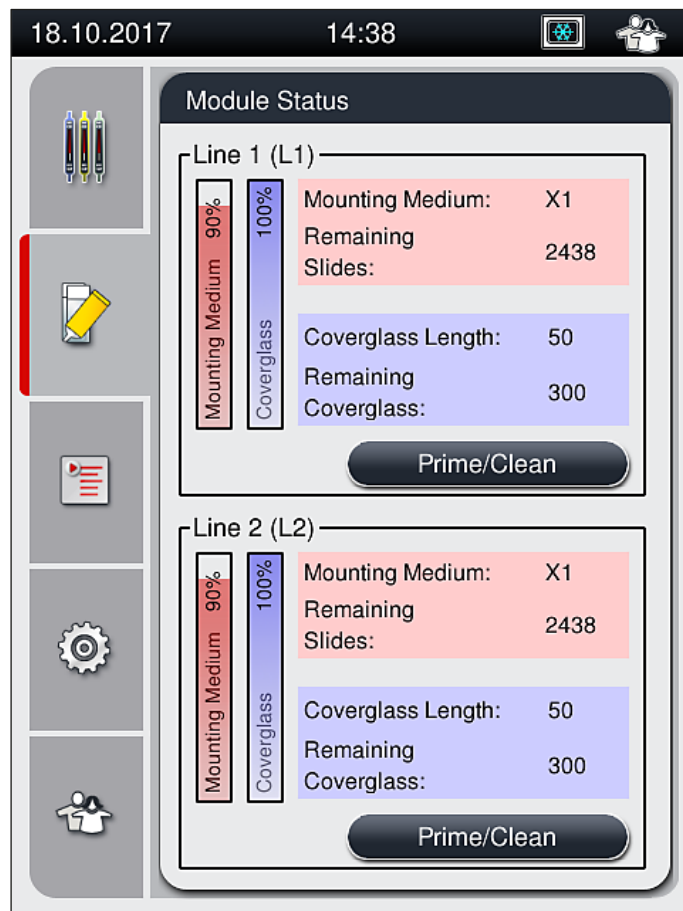 18.10.2017 14:38
Module Status
Line 1 (L1)
Mounting Medium 90%
Coverglass 100%
Mounting Medium: X1
Remaining
Slides: 2438
Coverglass Length: 50
Remaining
Coverglass: 300
Prime/Clean
Line 2 (L2)
Mounting Medium 90%
Coverglass 100%
Mounting Medium: X1
Remaining
Slides: 2438
Coverglass Length: 50
Remaining
Coverglass: 300
Prime/Clean